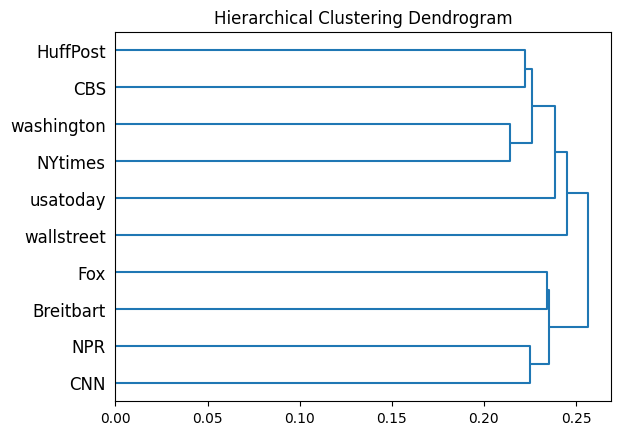 Hierarchical Clustering Dendrogram
HuffPost
CBS
washington
NYtimes
usatoday
wallstreet
Fox
Breitbart
NPR
CNN
0.00 0.05 0.10 0.15 0.20 0.25